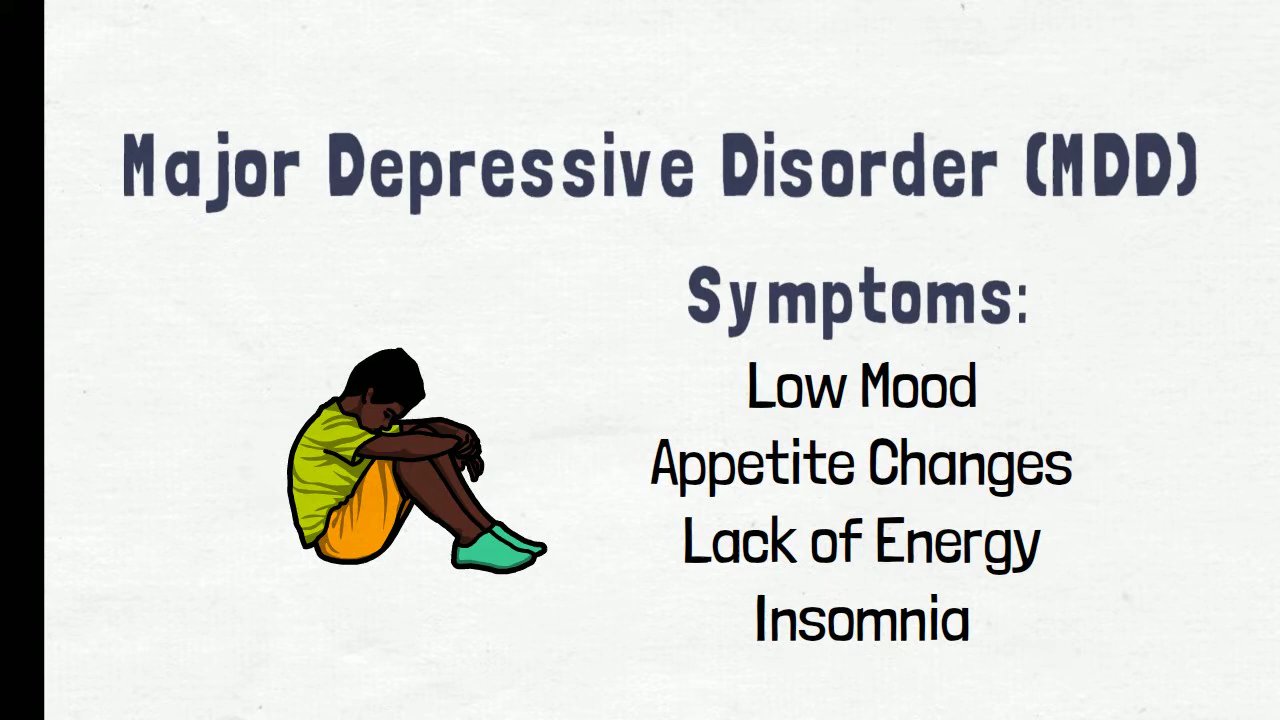 Major Depressive Disorder (MDD)
Symptoms:
Low Mood
Appetite Changes
Lack of Energy
Insomnia